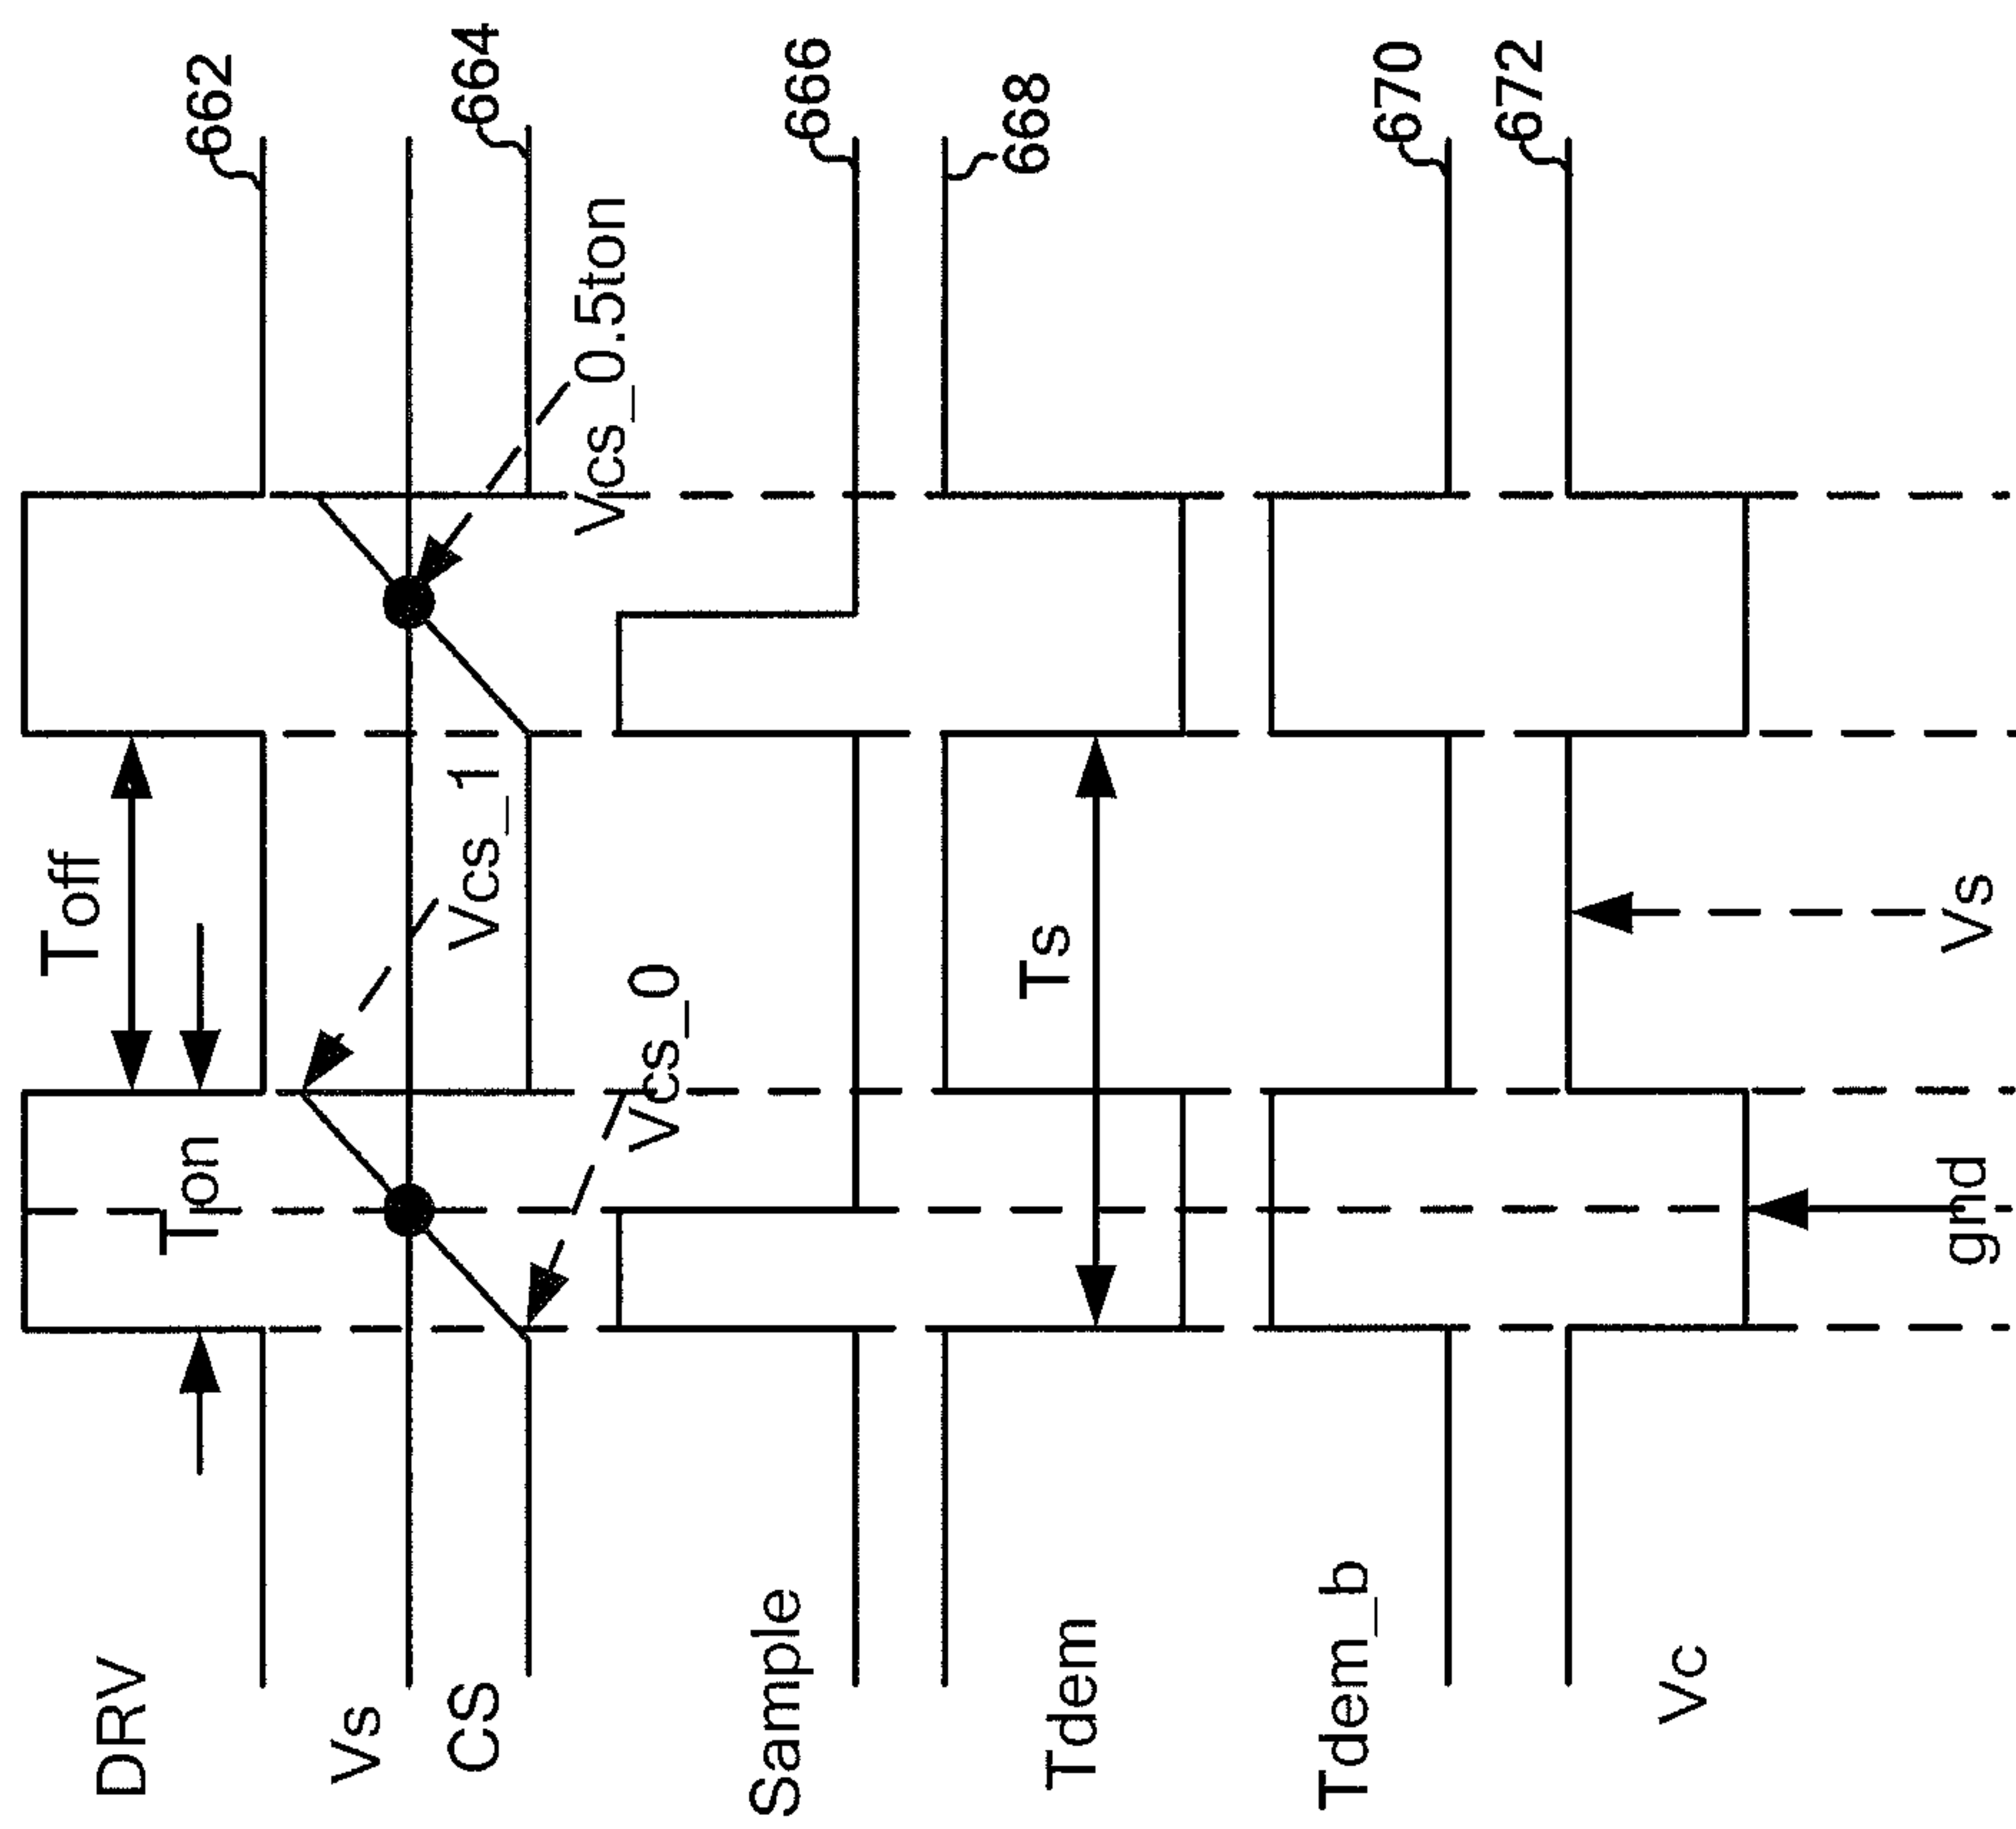 DRV
Ton
Toff
662
Vs
CS
Vcs_0
Vcs_1
Vcs_0.5ton
664
Sample
666
Tdem
Ts
668
Tdem_b
670
Vc
gnd
Vs
672